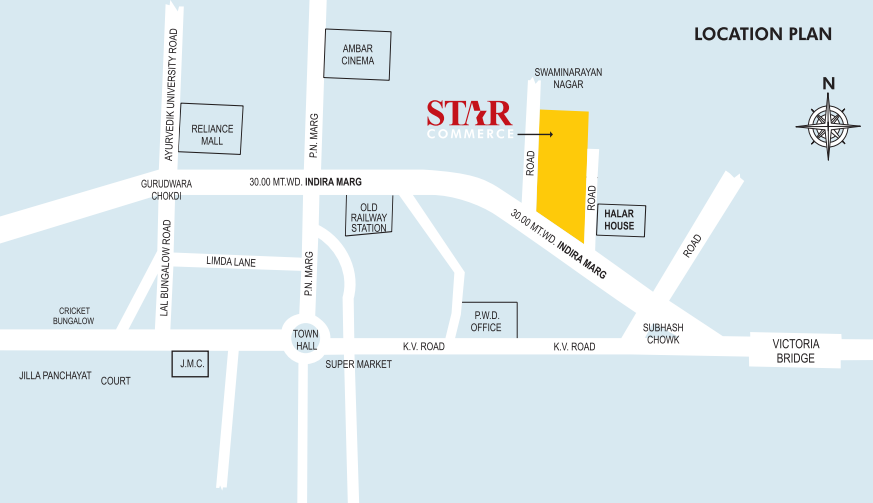 LOCATION PLAN
N
AMBAR
CINEMA
SWAMINARAYAN
NAGAR
STAR
COMMERCE
AYURVEDIK UNIVERSITY ROAD
RELIANCE
MALL
P.N. MARG
ROAD
ROAD
GURUDWARA
CHOKDI
30.00 MT.WD. INDIRA MARG
OLD
RAILWAY
STATION
30.00 MT.WD. INDIRA MARG
HALAR
HOUSE
ROAD
LAL BUNGALOW ROAD
LIMDA LANE
P.N. MARG
CRICKET
BUNGALOW
TOWN
HALL
P.W.D.
OFFICE
SUBHASH
CHOWK
K.V. ROAD
K.V. ROAD
VICTORIA
BRIDGE
J.M.C.
SUPER MARKET
JILLA PANCHAYAT
COURT